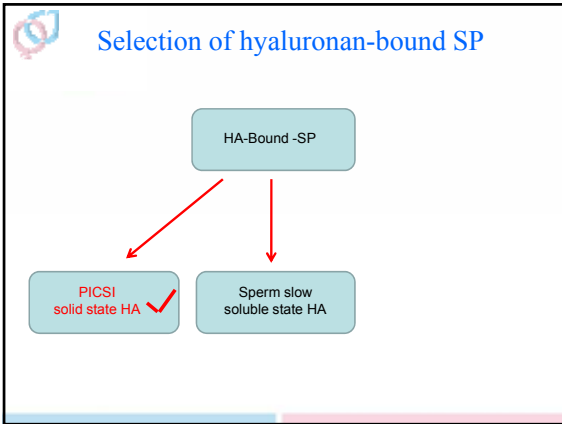 Selection of hyaluronan-bound SP
HA-Bound -SP
PICSI
solid state HA
Sperm slow
soluble state HA